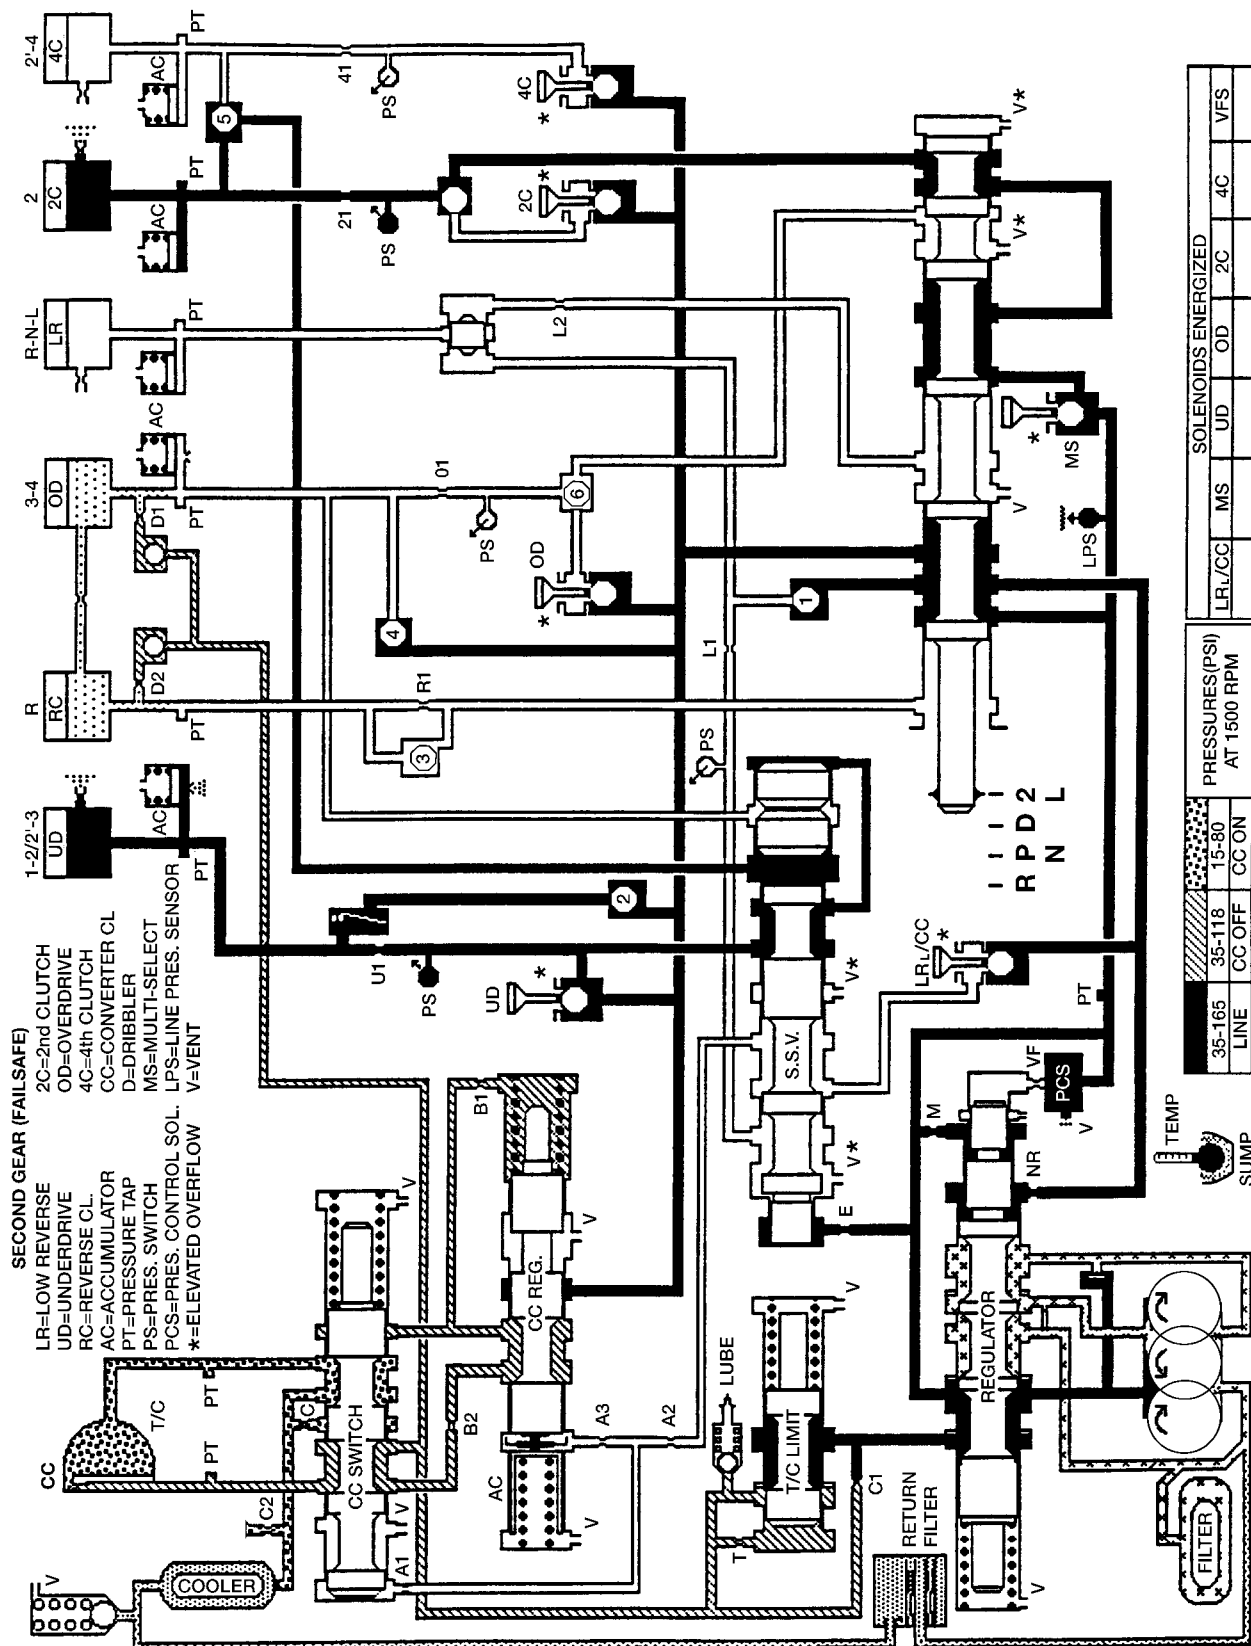 SECOND GEAR (FAILSAFE)
LR=LOW REVERSE
UD=UNDERDRIVE
RC=REVERSE CL.
AC=ACCUMULATOR
PT=PRESSURE TAP
PS=PRES. SWITCH
PCS=PRES. CONTROL SOL.
*=ELEVATED OVERFLOW
2C=2nd CLUTCH
OD=OVERDRIVE
4C=4th CLUTCH
CC=CONVERTER CL
D=DRIBBLER
MS=MULTI-SELECT
LPS=LINE PRES. SENSOR
V=VENT
1-2/2'-3
UD
R
RC
3-4
OD
R-N-L
LR
2
2C
2'-4
4C
AC
PT
D2
PT
D1
AC
PT
AC
PT
AC
PT
AC
PT
5
CC
T/C
PT
PT
C2
C
COOLER
V
CC SWITCH
V
V
A1
B2
B1
CC REG.
V
AC
V
A3
A2
U1
PS
UD
*
2
3
R1
4
01
PS
6
OD
*
L2
21
PS
2C
*
41
PS
4C
*
L1
PS
1
LUBE
T/C LIMIT
V
T
C1
E
S.S.V.
V*
V*
LRL/CC
*
R P D 2
N L
V
V*
V*
MS
*
LPS
PT
RETURN
FILTER
REGULATOR
V
NR
M
VF
PCS
V
FILTER
TEMP
SUMP
35-165
LINE
35-118
CC OFF
15-80
CC ON
PRESSURES(PSI)
AT 1500 RPM
SOLENOIDS ENERGIZED
LRL/CC
MS
UD
OD
2C
4C
VFS